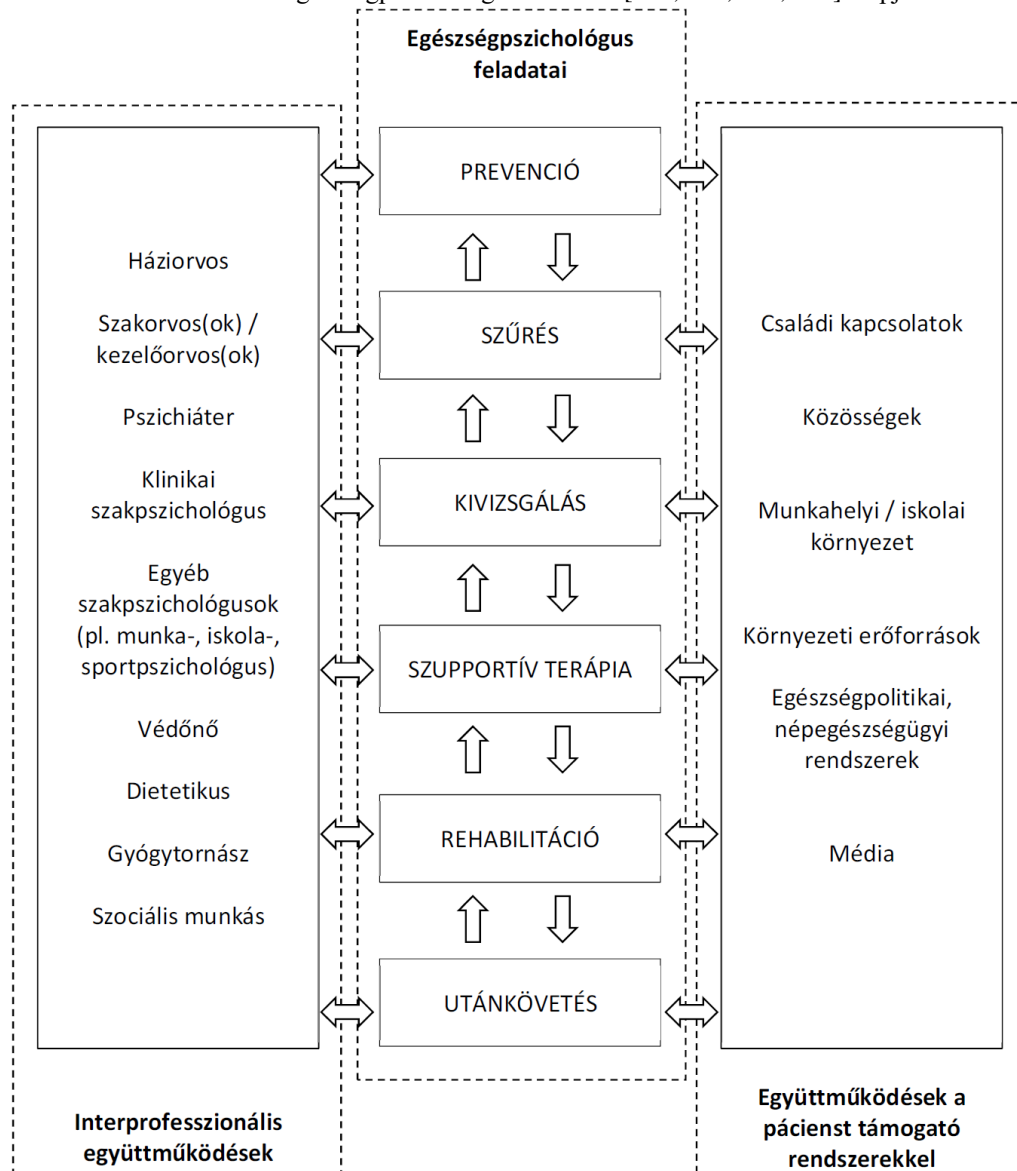 Egészségpszichológus
feladatai
PREVENCIÓ
SZŰRÉS
KIVIZSGÁLÁS
SZUPPORTÍV TERÁPIA
REHABILITÁCIÓ
UTÁNKÖVETÉS
Háziorvos
Szakorvos(ok) /
kezelőorvos(ok)
Pszichiáter
Klinikai
szakpszichológus
Egyéb
szakpszichológusok
(pl. munka-, iskola-,
sportpszichológus)
Védőnő
Dietetikus
Gyógytornász
Szociális munkás
Interprofesszionális
együttműködések
Családi kapcsolatok
Közösségek
Munkahelyi / iskolai
környezet
Környezeti erőforrások
Egészségpolitikai,
népegészségügyi
rendszerek
Média
Együttműködések a
pácienst támogató
rendszerekkel